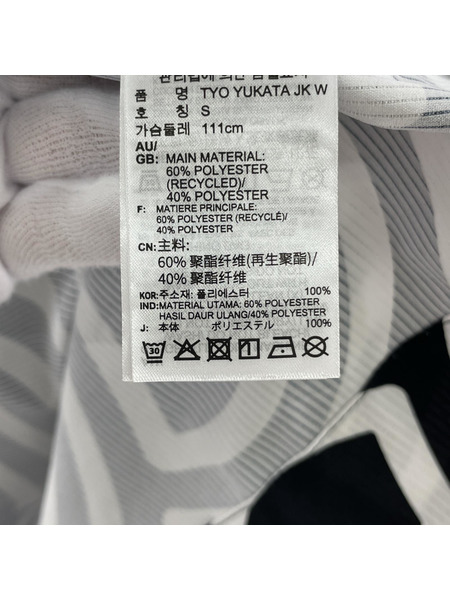 품 명 TYO YUKATA JK W
호 칭 S
가슴둘레 111cm
AU/
GB: MAIN MATERIAL:
60% POLYESTER
(RECYCLED)/
40% POLYESTER
F: MATIERE PRINCIPALE:
60% POLYESTER (RECYCLÉ)/
40% POLYESTER
CN: 主料:
60% 聚酯纤维(再生聚酯)/
40% 聚酯纤维
KOR: 주소재: 폴리에스터 100%
IND: MATERIAL UTAMA: 60% POLYESTER
HASIL DAUR ULANG/40% POLYESTER
J: 本体 ポリエステル 100%
30